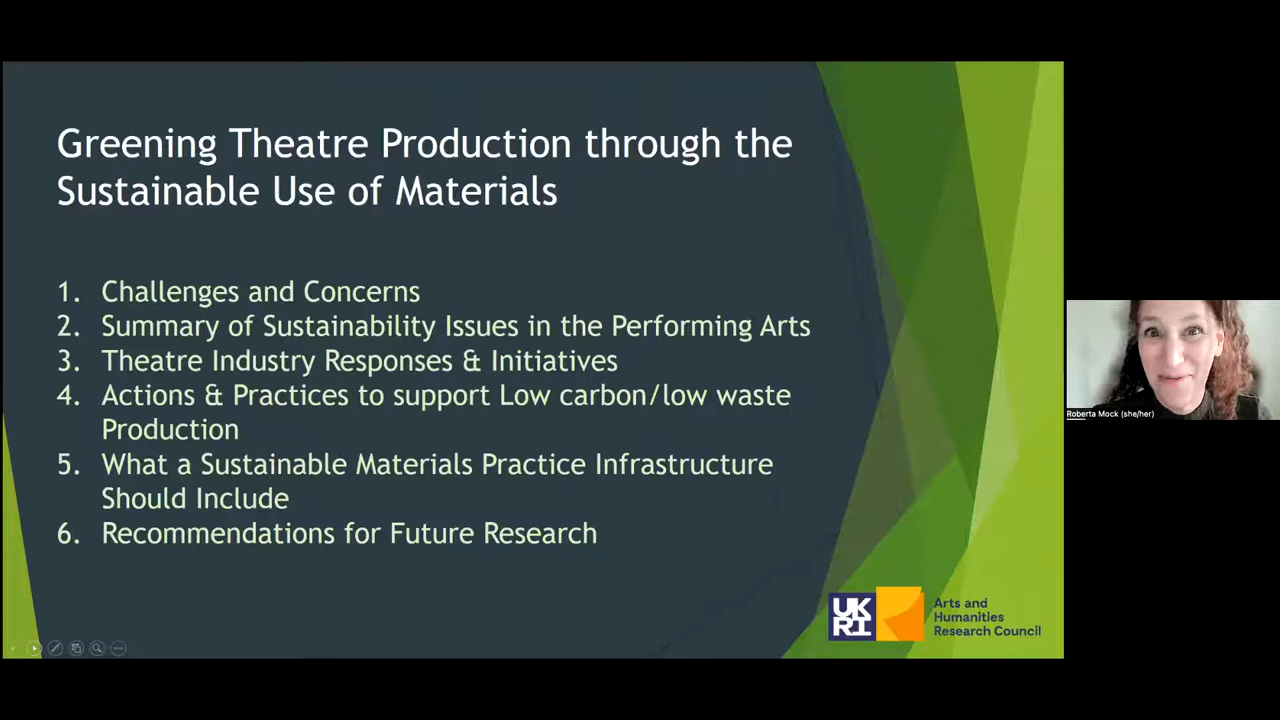 Greening Theatre Production through the
Sustainable Use of Materials
1. Challenges and Concerns
2. Summary of Sustainability Issues in the Performing Arts
3. Theatre Industry Responses & Initiatives
4. Actions & Practices to support Low carbon/low waste
Production
5. What a Sustainable Materials Practice Infrastructure
Should Include
6. Recommendations for Future Research
UK
RI
Arts and
Humanities
Research Council
Roberta Mock (she/her)